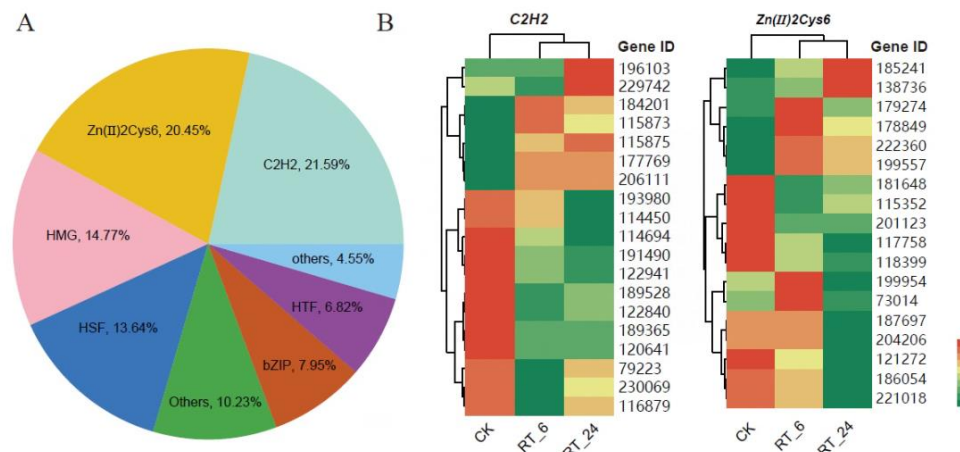 A
Zn(II)2Cys6, 20.45%
C2H2, 21.59%
HMG, 14.77%
others, 4.55%
HTF, 6.82%
HSF, 13.64%
bZIP, 7.95%
Others, 10.23%
B
C2H2
Gene ID
196103
229742
184201
115873
115875
177769
206111
193980
114450
114694
191490
122941
189528
122840
189365
120641
79223
230069
116879
CK
RT_6
RT_24
Zn(II)2Cys6
Gene ID
185241
138736
179274
178849
222360
199557
181648
115352
201123
117758
118399
199954
73014
187697
204206
121272
186054
221018
CK
RT_6
RT_24